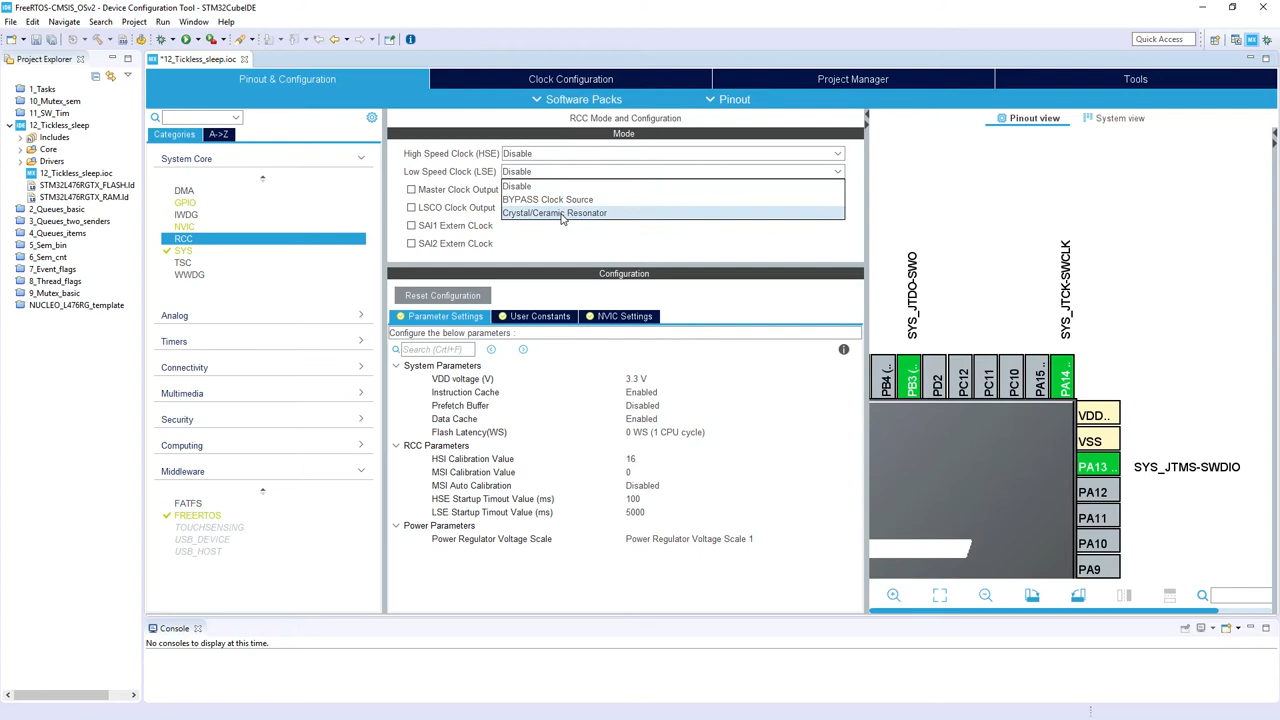 FreeRTOS-CMSIS_OSv2 - Device Configuration Tool - STM32CubeIDE
File Edit Navigate Search Project Run Window Help
Quick Access
Project Explorer
*12_Tickless_sleep.ioc
1_Tasks
10_Mutex_sem
11_SW_Tim
12_Tickless_sleep
Includes
Core
Drivers
12_Tickless_sleep.ioc
STM32L476RGTX_FLASH.ld
STM32L476RGTX_RAM.ld
2_Queues_basic
3_Queues_two_senders
4_Queues_items
5_Sem_bin
6_Sem_cnt
7_Event_flags
8_Thread_flags
9_Mutex_basic
NUCLEO_L476RG_template
Pinout & Configuration
Clock Configuration
Project Manager
Tools
Software Packs
Pinout
Categories
A->Z
System Core
DMA
GPIO
IWDG
NVIC
RCC
SYS
TSC
WWDG
Analog
Timers
Connectivity
Multimedia
Security
Computing
Middleware
FATFS
FREERTOS
TOUCHSENSING
USB_DEVICE
USB_HOST
RCC Mode and Configuration
Mode
High Speed Clock (HSE) Disable
Low Speed Clock (LSE) Disable
Disable
BYPASS Clock Source
Crystal/Ceramic Resonator
Master Clock Output
LSCO Clock Output
SAI1 Extern CLock
SAI2 Extern CLock
Configuration
Reset Configuration
Parameter Settings
User Constants
NVIC Settings
Configure the below parameters :
Search (Crtl+F)
System Parameters
VDD voltage (V) 3.3 V
Instruction Cache Enabled
Prefetch Buffer Disabled
Data Cache Enabled
Flash Latency(WS) 0 WS (1 CPU cycle)
RCC Parameters
HSI Calibration Value 16
MSI Calibration Value 0
MSI Auto Calibration Disabled
HSE Startup Timout Value (ms) 100
LSE Startup Timout Value (ms) 5000
Power Parameters
Power Regulator Voltage Scale Power Regulator Voltage Scale 1
Pinout view
System view
SYS_JTDO-SWO
SYS_JTCK-SWCLK
PB4 (..
PB3 (..
PD2
PC12
PC11
PC10
PA15..
PA14 ..
VDD..
VSS
PA13 ..
SYS_JTMS-SWDIO
PA12
PA11
PA10
PA9
Console
No consoles to display at this time.